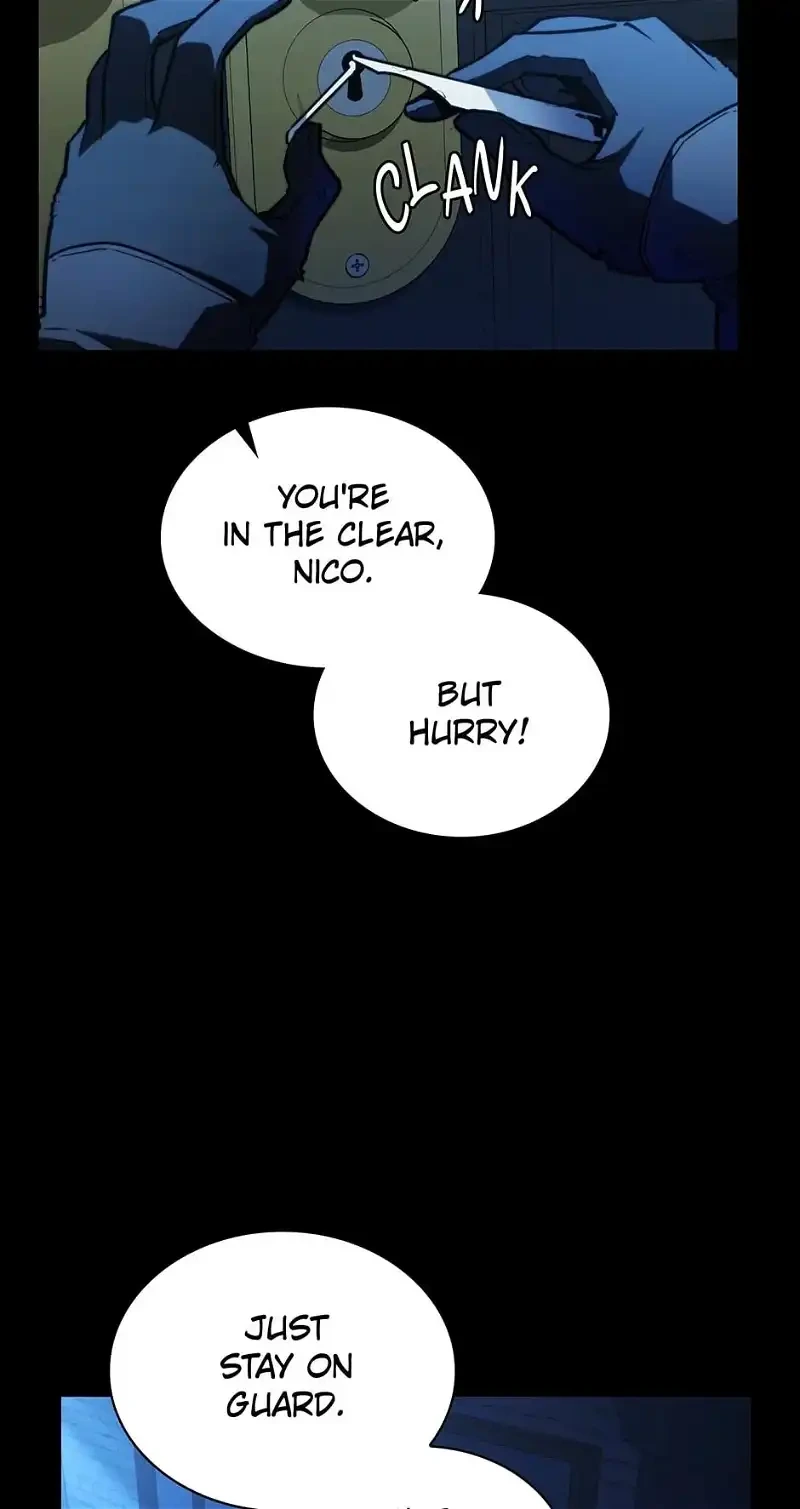 CLANK
YOU'RE
IN THE CLEAR,
NICO.
BUT
HURRY!
JUST
STAY ON
GUARD.